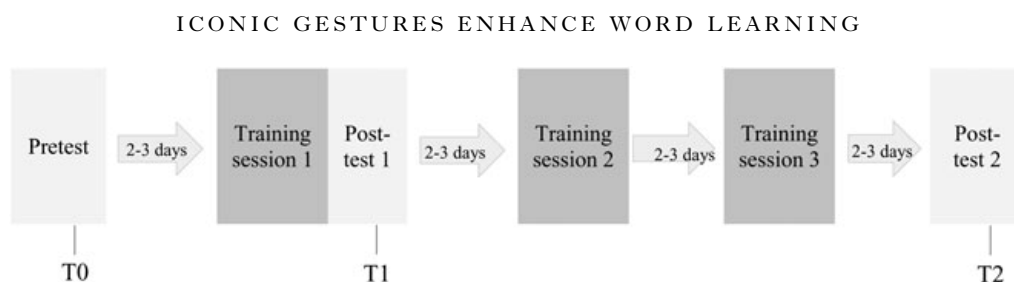 ICONIC GESTURES ENHANCE WORD LEARNING
Pretest
2-3 days
Training
session 1
Post-
test 1
2-3 days
Training
session 2
2-3 days
Training
session 3
2-3 days
Post-
test 2
T0
T1
T2